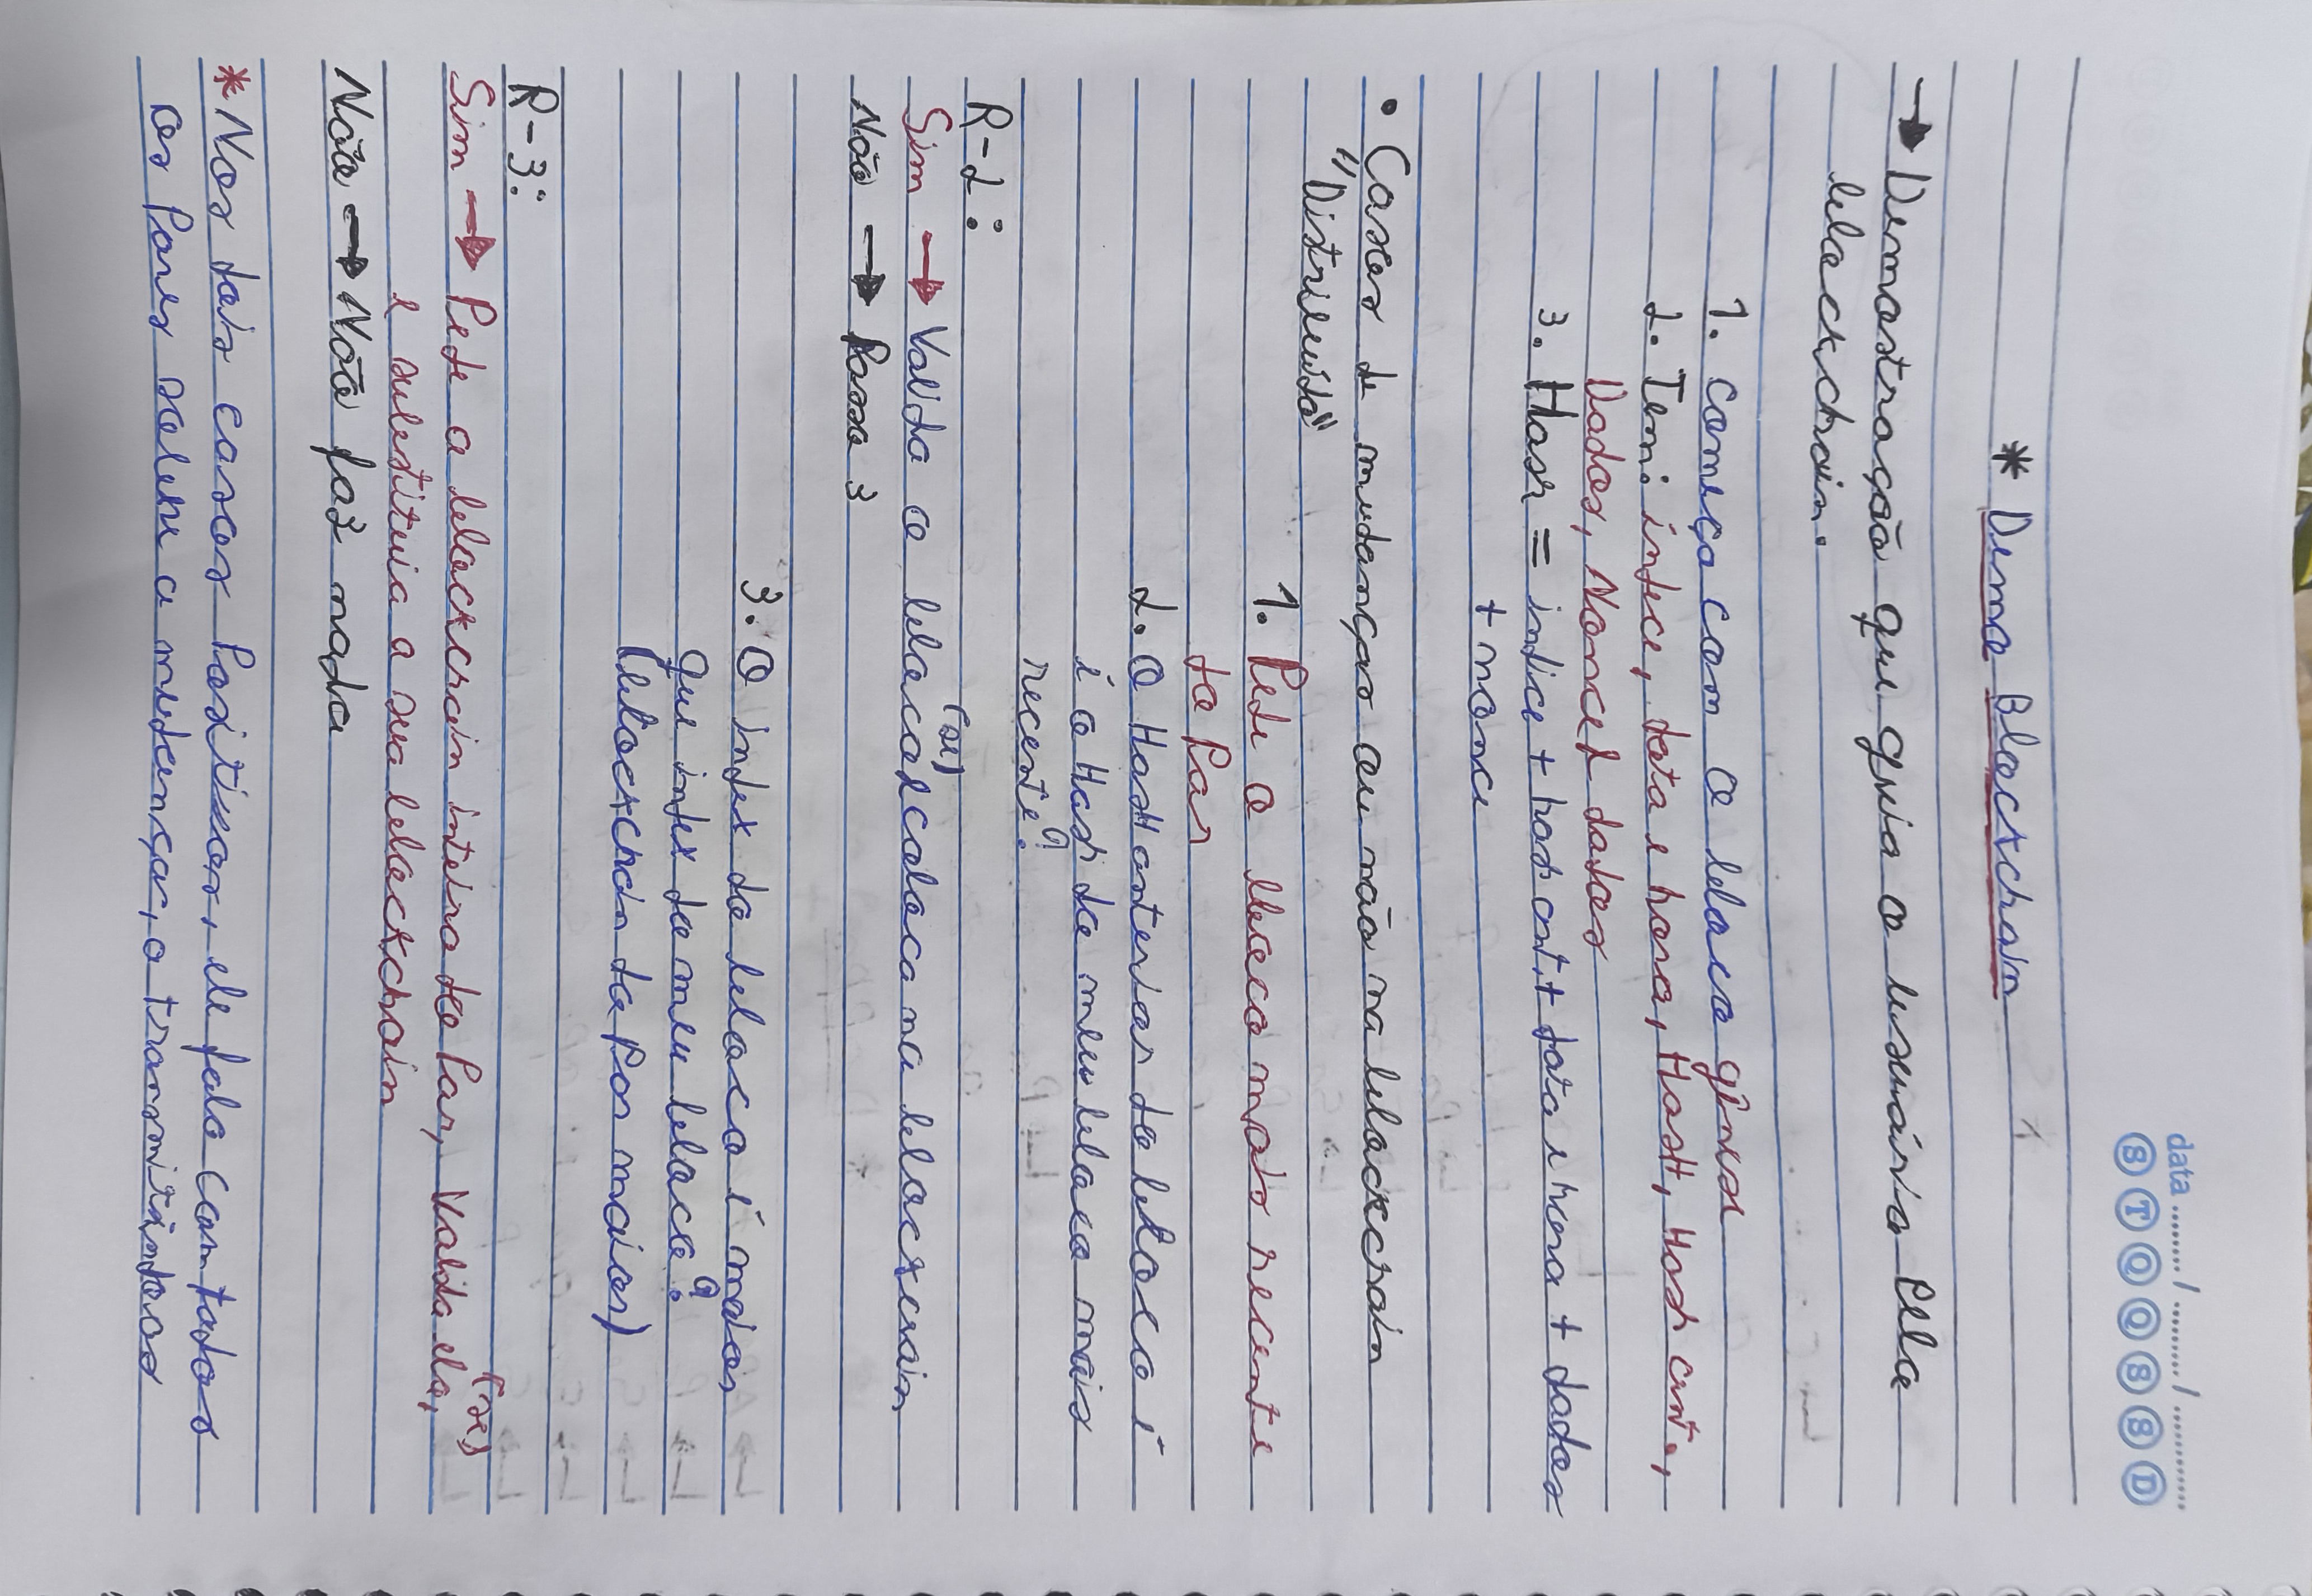 data ........ / ......... / ............
S T Q Q S S D
* Demo Blockchain
→ Demostração que guia o usuário Pela
blockchain.
1. começa com o bloco gênese
2. Tem: índece, data e hora, Hash, Hash ant.,
Dados, Nonce e dados
3. Hash = indice + hash ant. + data e hora + dados
+ nonce
• Casos de mudanças ou não na blockchain
"Distribuída"
1. Pede o bloco mais recente
do Par
2. O Hash anterior do bloco é
é o Hash do meu bloco mais
recente?
R-2:
(se)
Sim → Valida o bloco e coloca na blockchain
Não → Passo 3
3. O index do bloco é maior
que index do meu bloco?
(blockchain do Par maior)
R-3:
(se)
Sim → Pede a blockchain inteira do Par, Valida ela,
e substituia a sua blockchain
Não → Não faz nada
* Nos dois casos Positivos, ele fala com todos
os Pares sobre a mudança, o transmitindo os